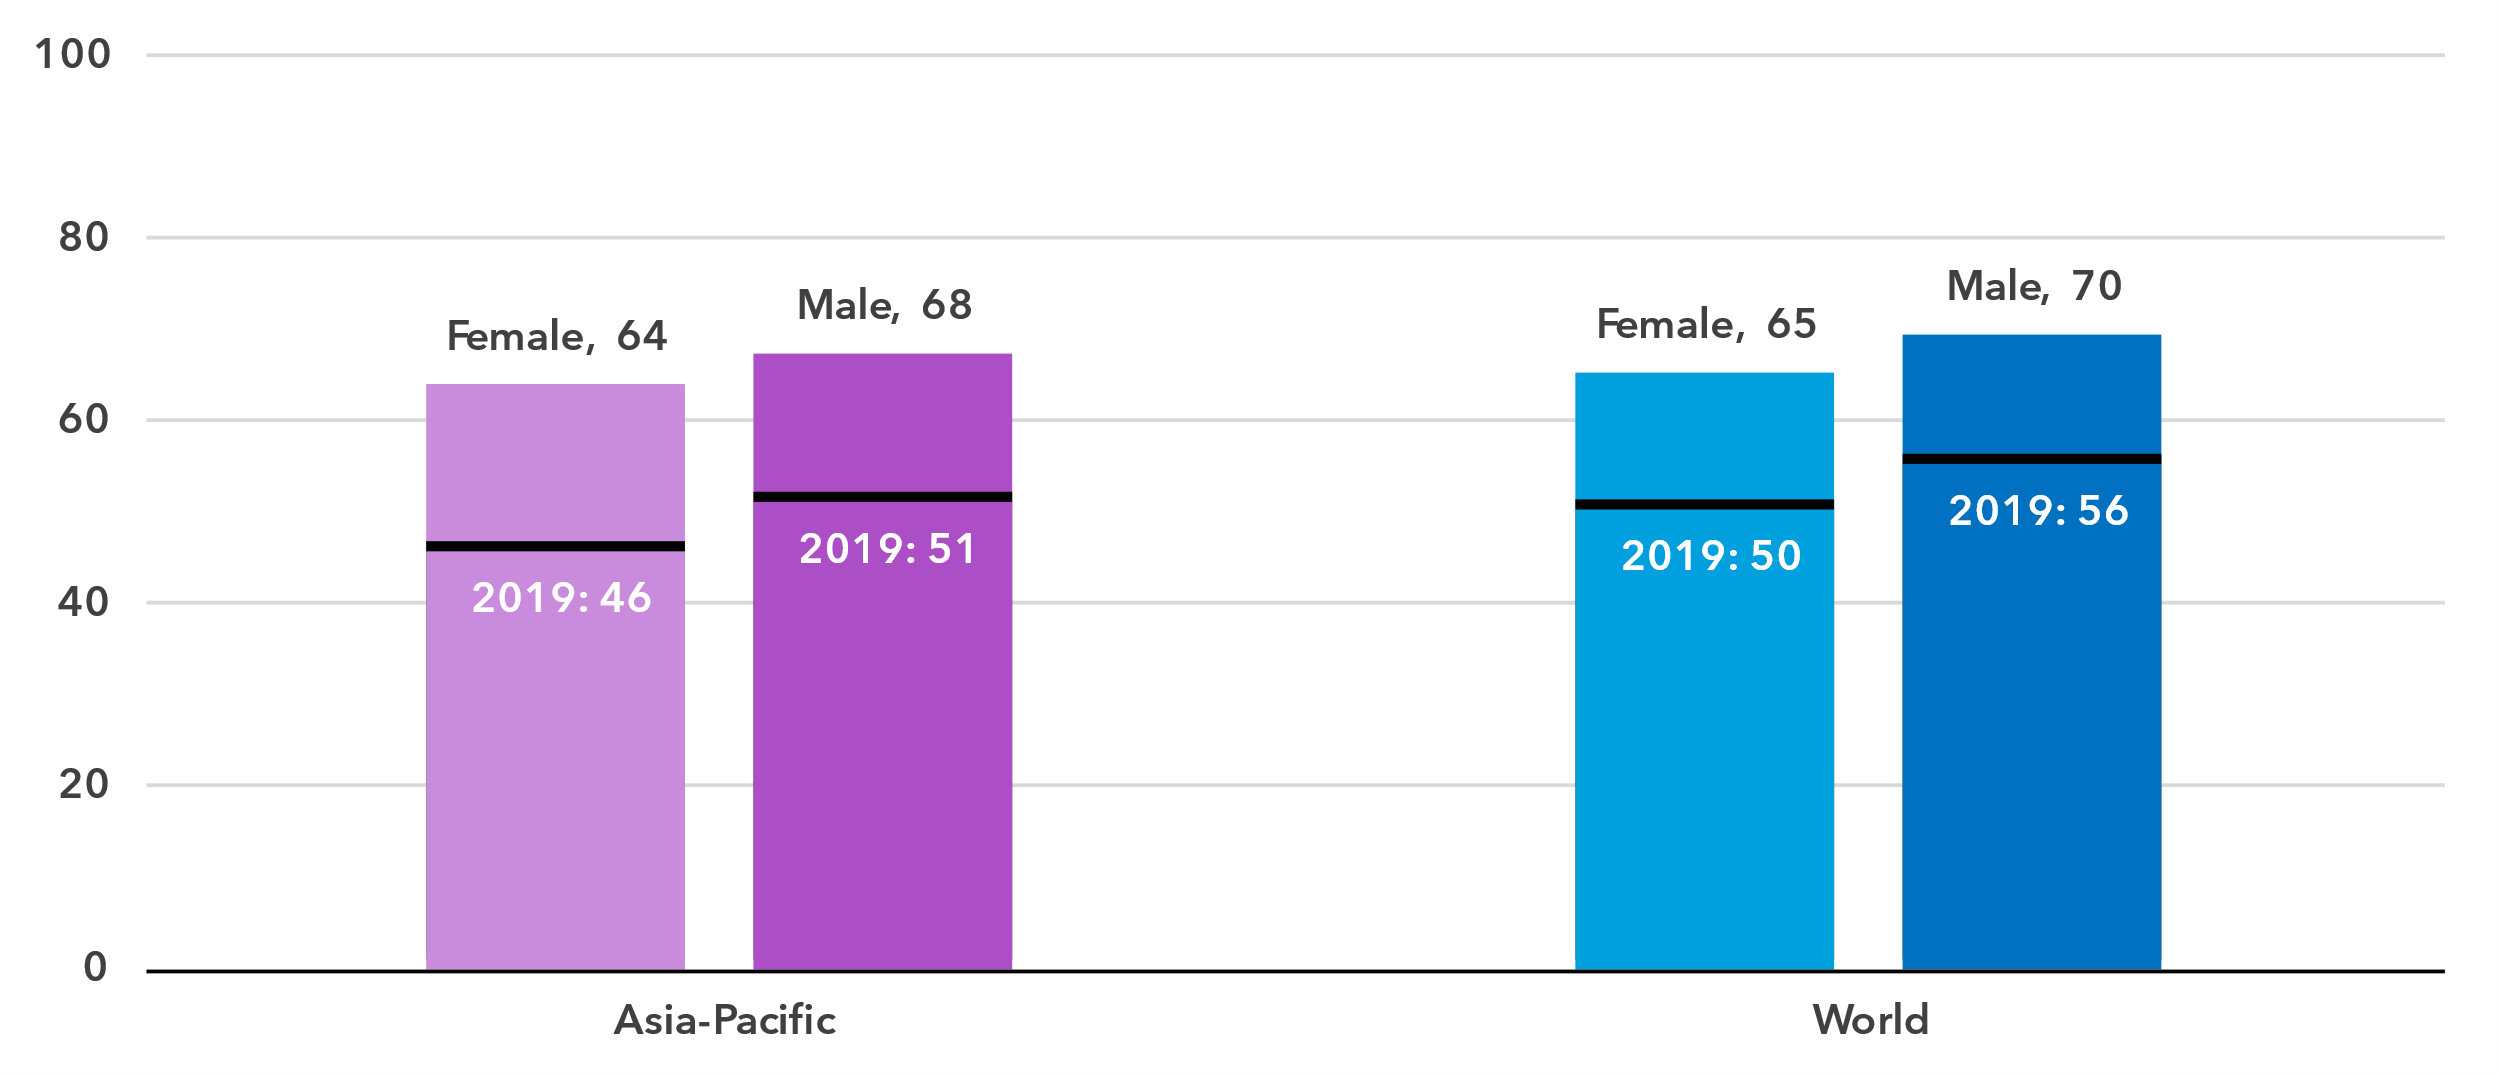 100
80
60
40
20
0
Female, 64
2019: 46
Male, 68
2019: 51
Female, 65
2019: 50
Male, 70
2019: 56
Asia-Pacific
World